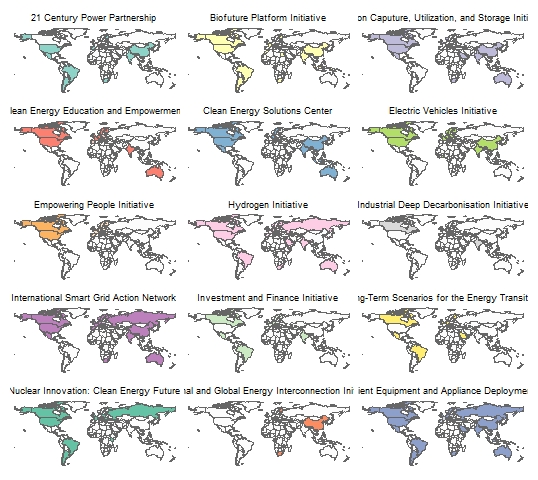 21 Century Power Partnership
Biofuture Platform Initiative
on Caputure, Utilization, and Storage Initi
lean Energy Education and Empowermen
Clean Energy Solutions Center
Electric Vehicles Initiative
Empowering People Initiative
Hydrogen Initiative
Industrial Deep Decarbonisation Initiative
International Smart Grid Action Network
Investment and Finance Initiative
ng-Term Scenarios for the Energy Transit
Nuclear Innovation: Clean Energy Future
nal and Global Energy Interconnection Ini
ient Equipment and Appliance Deployme